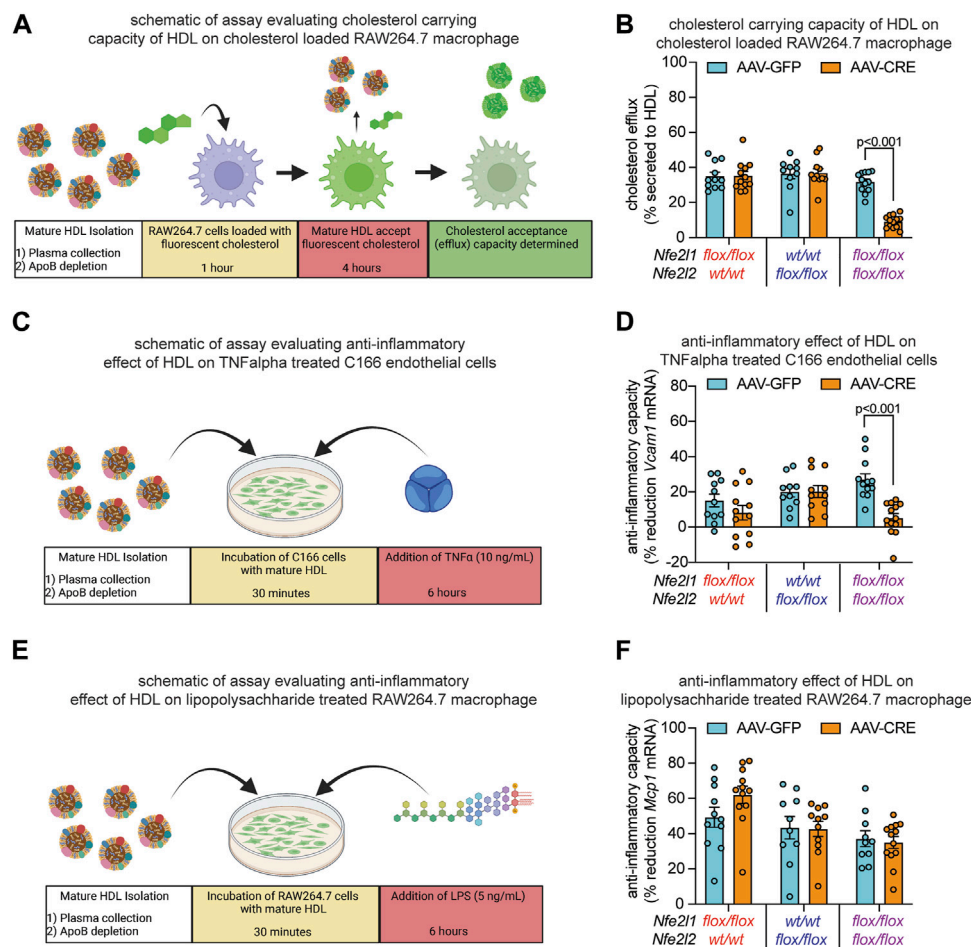 A
schematic of assay evaluating cholesterol carrying
capacity of HDL on cholesterol loaded RAW264.7 macrophage
Mature HDL Isolation
1) Plasma collection
2) ApoB depletion
RAW264.7 cells loaded with
fluorescent cholesterol
1 hour
Mature HDL accept
fluorescent cholesterol
4 hours
Cholesterol acceptance
(efflux) capacity determined
B
cholesterol carrying capacity of HDL on
cholesterol loaded RAW264.7 macrophage
AAV-GFP
AAV-CRE
cholesterol efflux
(% secreted to HDL)
100
80
60
40
20
0
p<0.001
Nfe2l1 flox/flox wt/wt flox/flox
Nfe2l2 wt/wt flox/flox flox/flox
C
schematic of assay evaluating anti-inflammatory
effect of HDL on TNFalpha treated C166 endothelial cells
Mature HDL Isolation
1) Plasma collection
2) ApoB depletion
Incubation of C166 cells
with mature HDL
30 minutes
Addition of TNFα (10 ng/mL)
6 hours
D
anti-inflammatory effect of HDL on
TNFalpha treated C166 endothelial cells
AAV-GFP
AAV-CRE
anti-inflammatory capacity
(% reduction Vcam1 mRNA)
80
60
40
20
0
-20
p<0.001
Nfe2l1 flox/flox wt/wt flox/flox
Nfe2l2 wt/wt flox/flox flox/flox
E
schematic of assay evaluating anti-inflammatory
effect of HDL on lipopolysachharide treated RAW264.7 macrophage
Mature HDL Isolation
1) Plasma collection
2) ApoB depletion
Incubation of RAW264.7 cells
with mature HDL
30 minutes
Addition of LPS (5 ng/mL)
6 hours
F
anti-inflammatory effect of HDL on
lipopolysachharide treated RAW264.7 macrophage
AAV-GFP
AAV-CRE
anti-inflammatory capacity
(% reduction Mcp1 mRNA)
100
80
60
40
20
0
Nfe2l1 flox/flox wt/wt flox/flox
Nfe2l2 wt/wt flox/flox flox/flox